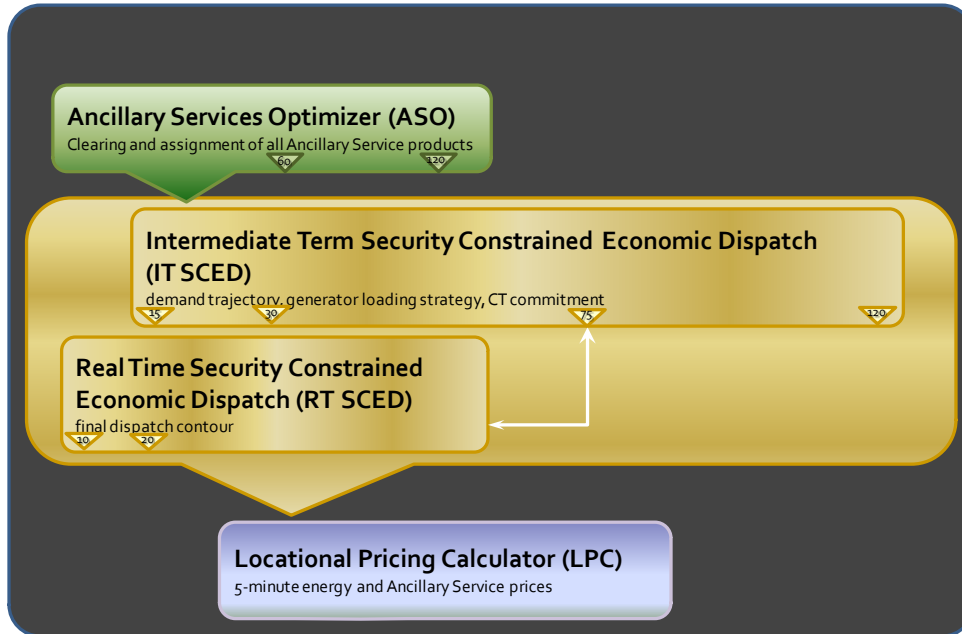 Ancillary Services Optimizer (ASO)
Clearing and assignment of all Ancillary Service products
60 120
Intermediate Term Security Constrained Economic Dispatch
(IT SCED)
demand trajectory, generator loading strategy, CT commitment
15 30 75 120
Real Time Security Constrained
Economic Dispatch (RT SCED)
final dispatch contour
10 20
Locational Pricing Calculator (LPC)
5-minute energy and Ancillary Service prices